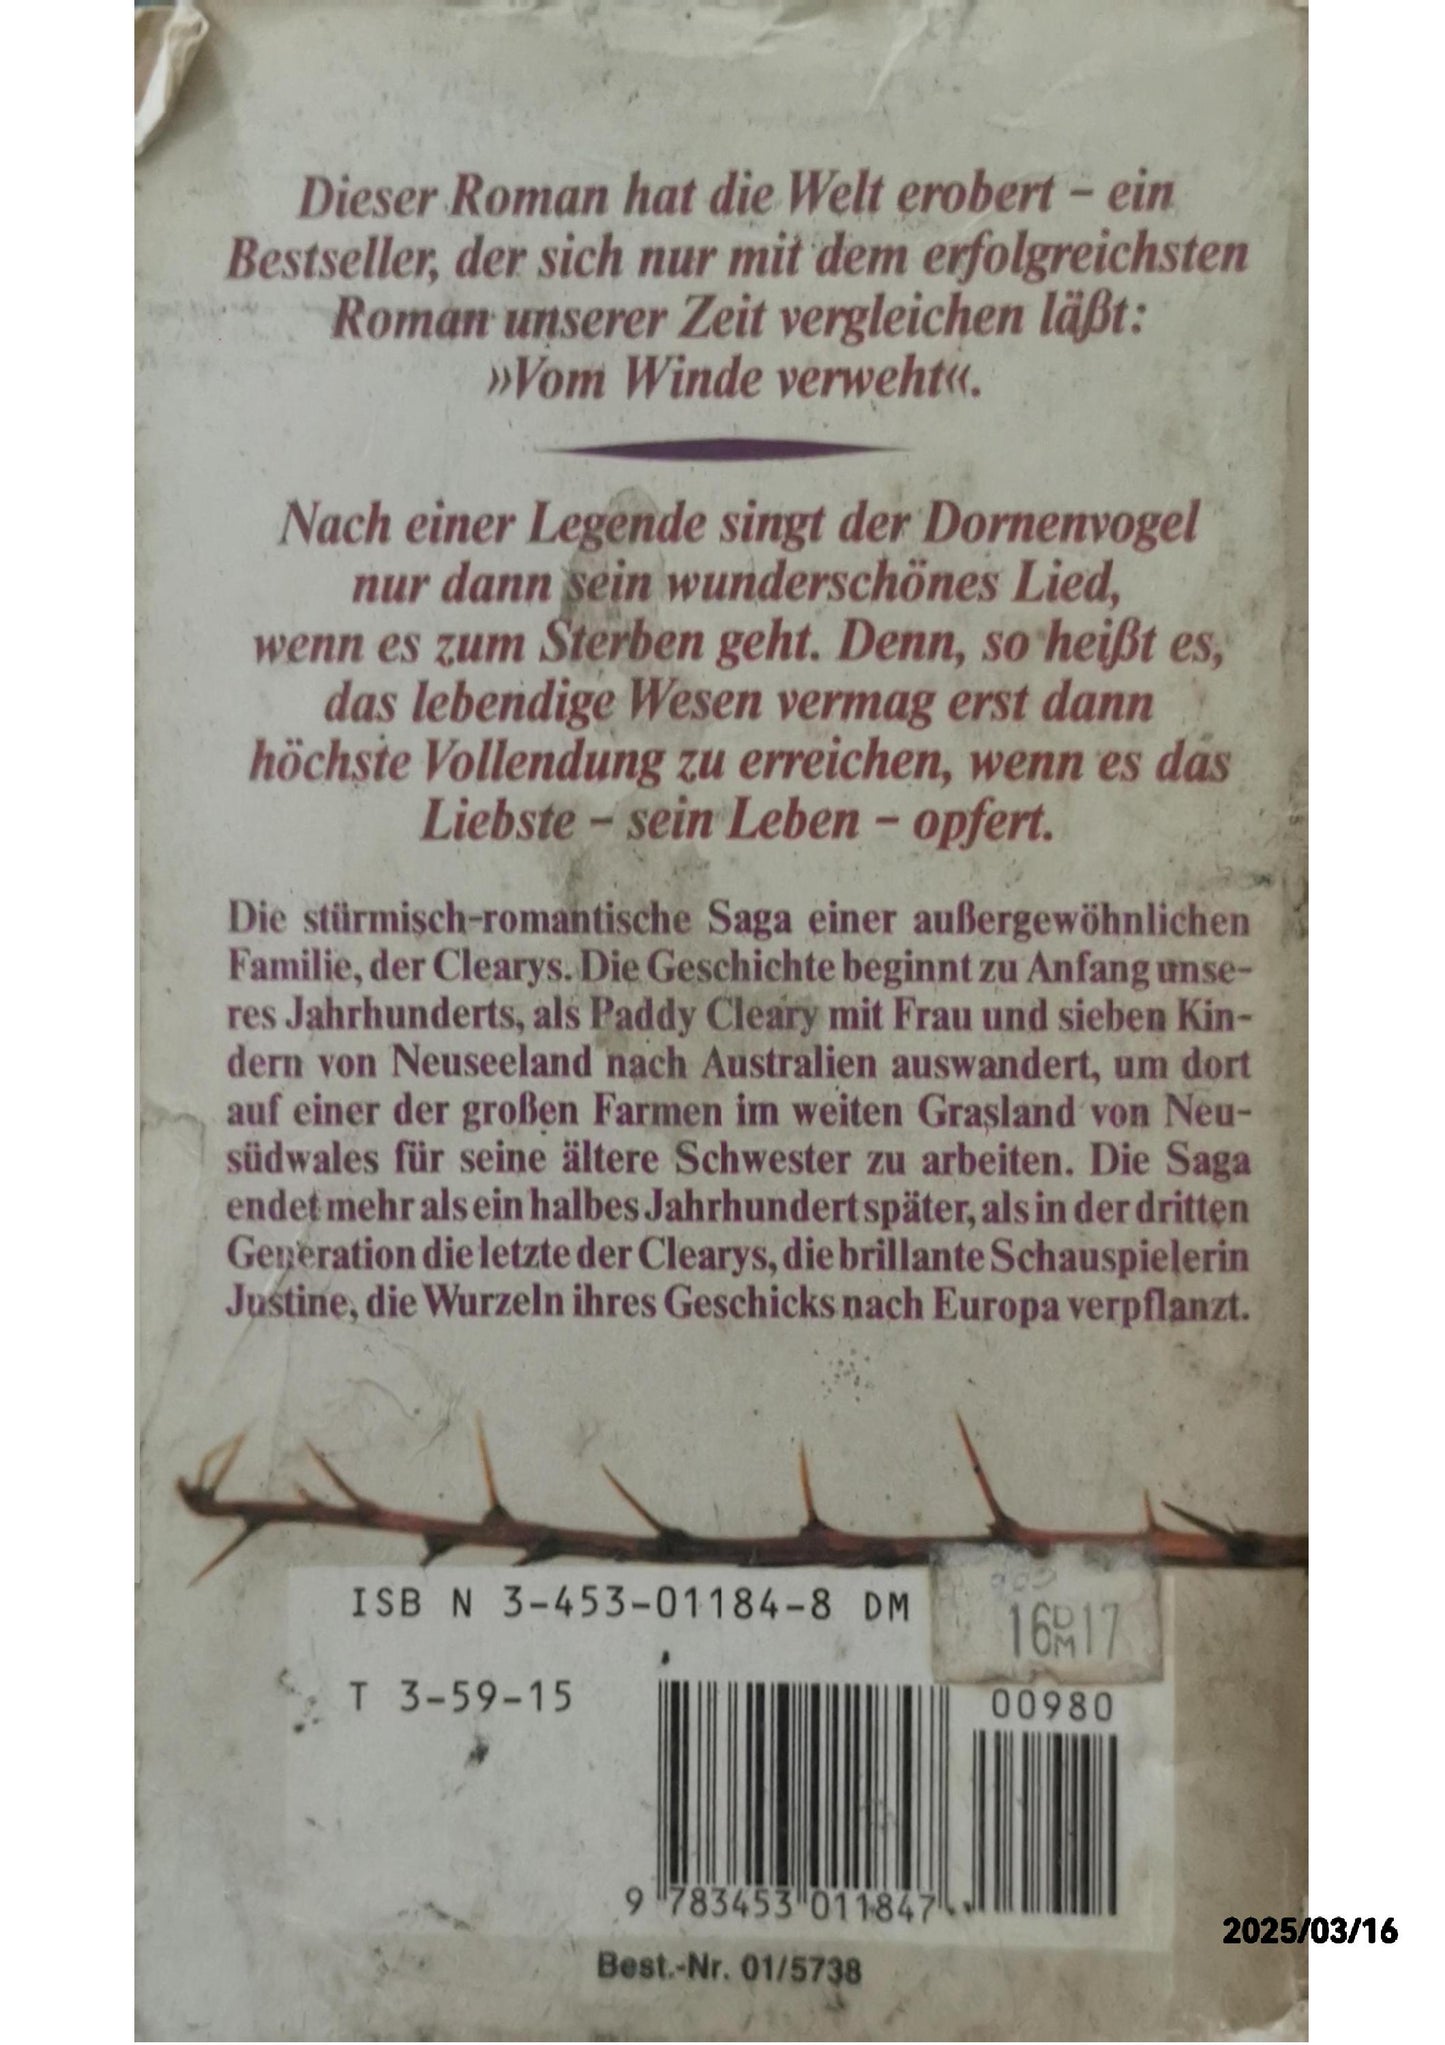 Dieser Roman hat die Welt erobert – ein
Bestseller, der sich nur mit dem erfolgreichsten
Roman unserer Zeit vergleichen läßt:
»Vom Winde verweht«.
Nach einer Legende singt der Dornenvogel
nur dann sein wunderschönes Lied,
wenn es zum Sterben geht. Denn, so heißt es,
das lebendige Wesen vermag erst dann
höchste Vollendung zu erreichen, wenn es das
Liebste – sein Leben – opfert.
Die stürmisch-romantische Saga einer außergewöhnlichen
Familie, der Clearys. Die Geschichte beginnt zu Anfang unse-
res Jahrhunderts, als Paddy Cleary mit Frau und sieben Kin-
dern von Neuseeland nach Australien auswandert, um dort
auf einer der großen Farmen im weiten Grasland von Neu-
südwales für seine ältere Schwester zu arbeiten. Die Saga
endet mehr als ein halbes Jahrhundert später, als in der dritten
Generation die letzte der Clearys, die brillante Schauspielerin
Justine, die Wurzeln ihres Geschicks nach Europa verpflanzt.
ISB N 3-453-01184-8 DM
16 DM 17
T 3-59-15
00980
9 783453 011847
Best.-Nr. 01/5738
2025/03/16